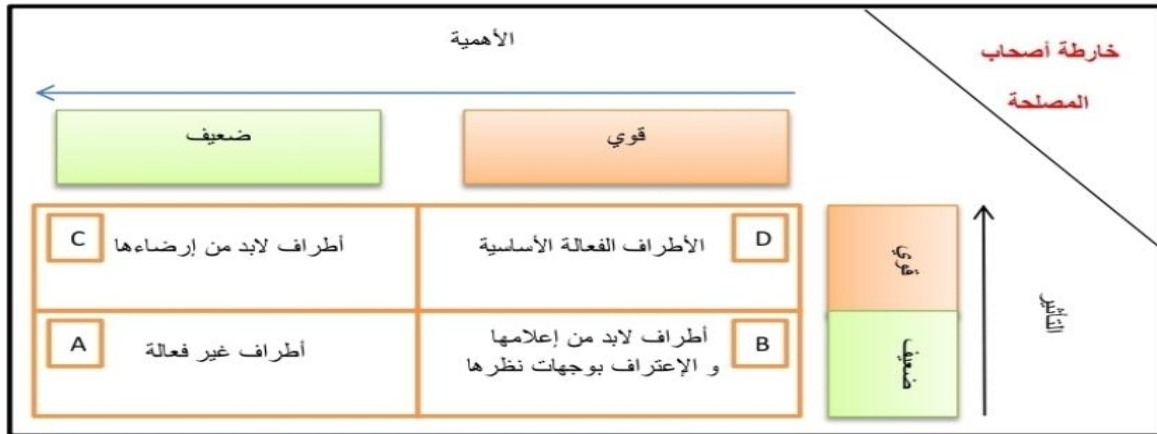 خارطة أصحاب
المصلحة
الأهمية
قوي
ضعيف
التأثير
قوي
D
الأطراف الفعالة الأساسية
C
أطراف لابد من إرضاءها
ضعيف
B
أطراف لابد من إعلامها
و الإعتراف بوجهات نظرها
A
أطراف غير فعالة